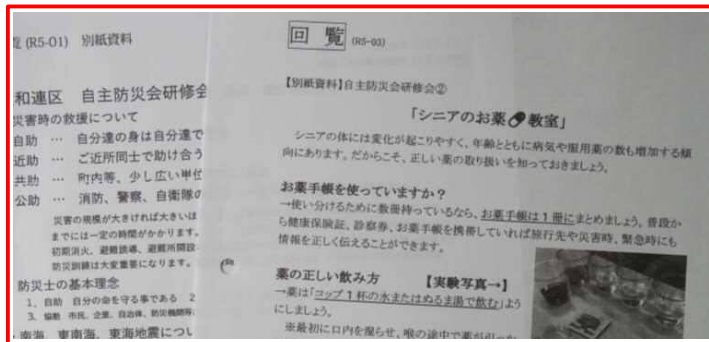 覧 (R5-01) 別紙資料
和連区 自主防災会研修会
災害時の救援について
自助 … 自分達の身は自分達で
近助 … ご近所同士で助け合う
共助 … 町内等、少し広い単位
公助 … 消防、警察、自衛隊の
災害の規模が大きければ大きいほ
までには一定の時間がかかります。
初期消火、避難誘導、避難所開設
防災訓練は大変重要になります。
防災士の基本理念
1、自助 自分の命を守る事である 2
3、協働 市民、企業、自治体、防災機関等
南海、東南海、東海地震につい
回覧 (R5-03)
【別紙資料】自主防災会研修会②
「シニアのお薬教室」
シニアの体には変化が起こりやすく、年齢とともに病気や服用薬の数も増加する傾
向にあります。だからこそ、正しい薬の取り扱いを知っておきましょう。
お薬手帳を使っていますか？
→使い分けるために数冊持っているなら、お薬手帳は1冊にまとめましょう。普段か
ら健康保険証、診察券、お薬手帳を携帯していれば旅行先や災害時、緊急時にも
情報を正しく伝えることができます。
薬の正しい飲み方 【実験写真→】
→薬は「コップ1杯の水またはぬるま湯で飲む」よう
にしましょう。
※最初に口内を湿らせ、喉の途中で薬が引っか